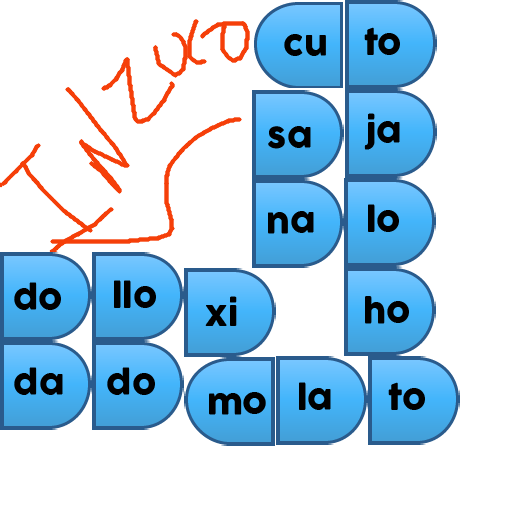 INZUCO
cu to
sa ja
na lo
do llo xi ho
da do mo la to